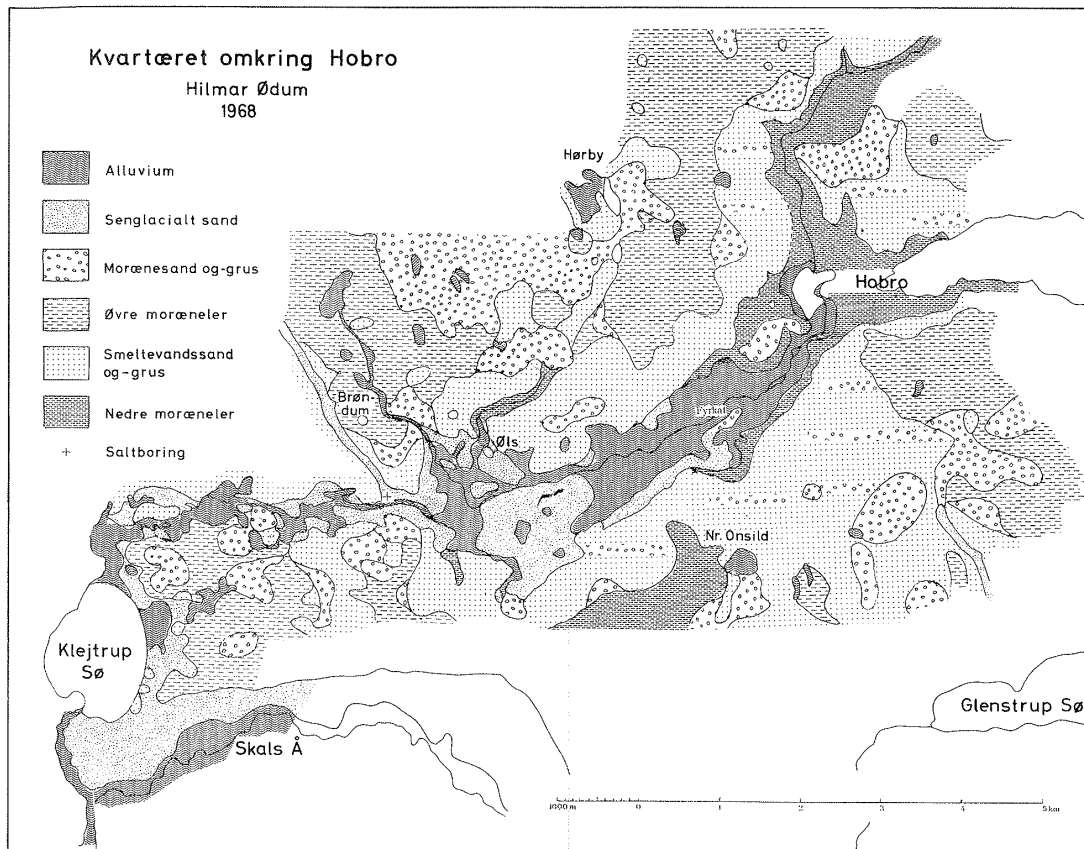 Kvartæret omkring Hobro
Hilmar Ødum
1968
Alluvium
Senglacialt sand
Morænesand og-grus
Øvre moræneler
Smeltevandssand
og-grus
Nedre moræneler
+ Saltboring
Hørby
Hobro
Brøn-
dum
Fyrkat
Øls
Nr. Onsild
Klejtrup
Sø
Skals Å
Glenstrup Sø
1000 m 0 1 2 3 4 5 km